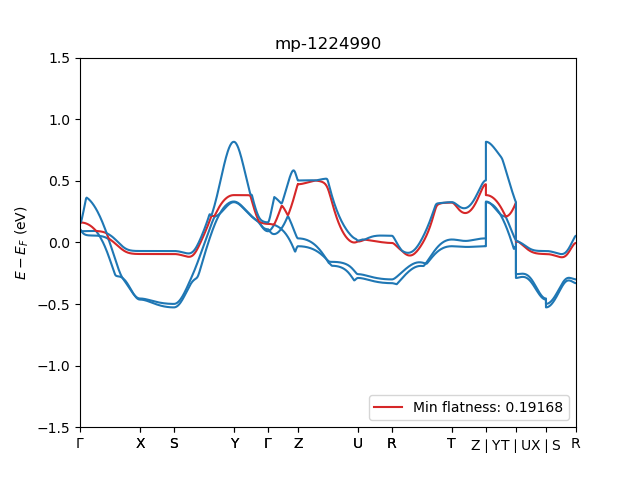 mp-1224990
E − E_F (eV)
1.5
1.0
0.5
0.0
−0.5
−1.0
−1.5
Min flatness: 0.19168
Γ X S Y Γ Z U R T Z | YT | UX | S R